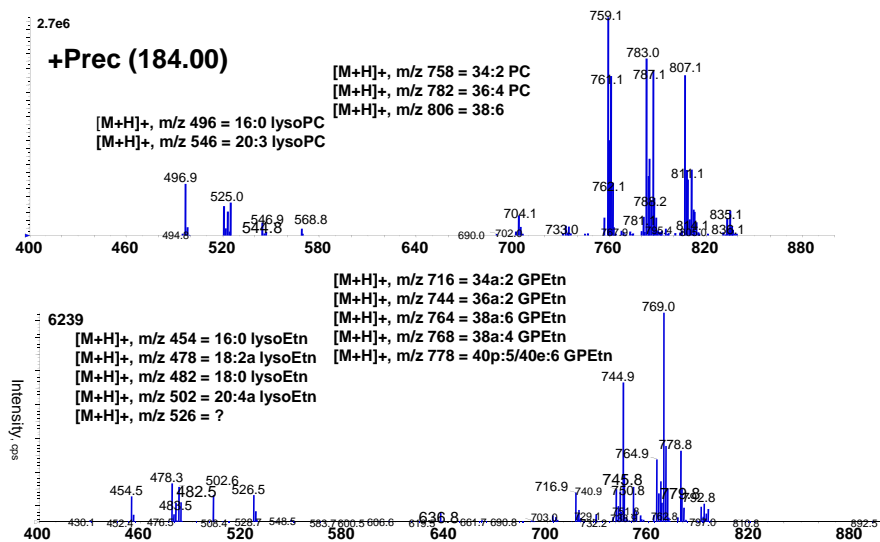 2.7e6
+Prec (184.00)
[M+H]+, m/z 758 = 34:2 PC
[M+H]+, m/z 782 = 36:4 PC
[M+H]+, m/z 806 = 38:6
[M+H]+, m/z 496 = 16:0 lysoPC
[M+H]+, m/z 546 = 20:3 lysoPC
759.1
783.0
761.1 787.1 807.1
496.9
525.0
546.9 568.8
544.8
704.1
733.0
762.1
788.2
811.1
835.1
690.0
400 460 520 580 640 700 760 820 880
[M+H]+, m/z 716 = 34a:2 GPEtn
[M+H]+, m/z 744 = 36a:2 GPEtn
[M+H]+, m/z 764 = 38a:6 GPEtn
[M+H]+, m/z 768 = 38a:4 GPEtn
[M+H]+, m/z 778 = 40p:5/40e:6 GPEtn
6239
[M+H]+, m/z 454 = 16:0 lysoEtn
[M+H]+, m/z 478 = 18:2a lysoEtn
[M+H]+, m/z 482 = 18:0 lysoEtn
[M+H]+, m/z 502 = 20:4a lysoEtn
[M+H]+, m/z 526 = ?
Intensity, cps
769.0
744.9
764.9 778.8
454.5 478.3 482.5 502.6 526.5
716.9 740.9 745.8 750.8 779.8 792.8
430.1 548.5 606.6 636.8 690.8 703.0 810.8 892.5
400 460 520 580 640 700 760 820 880